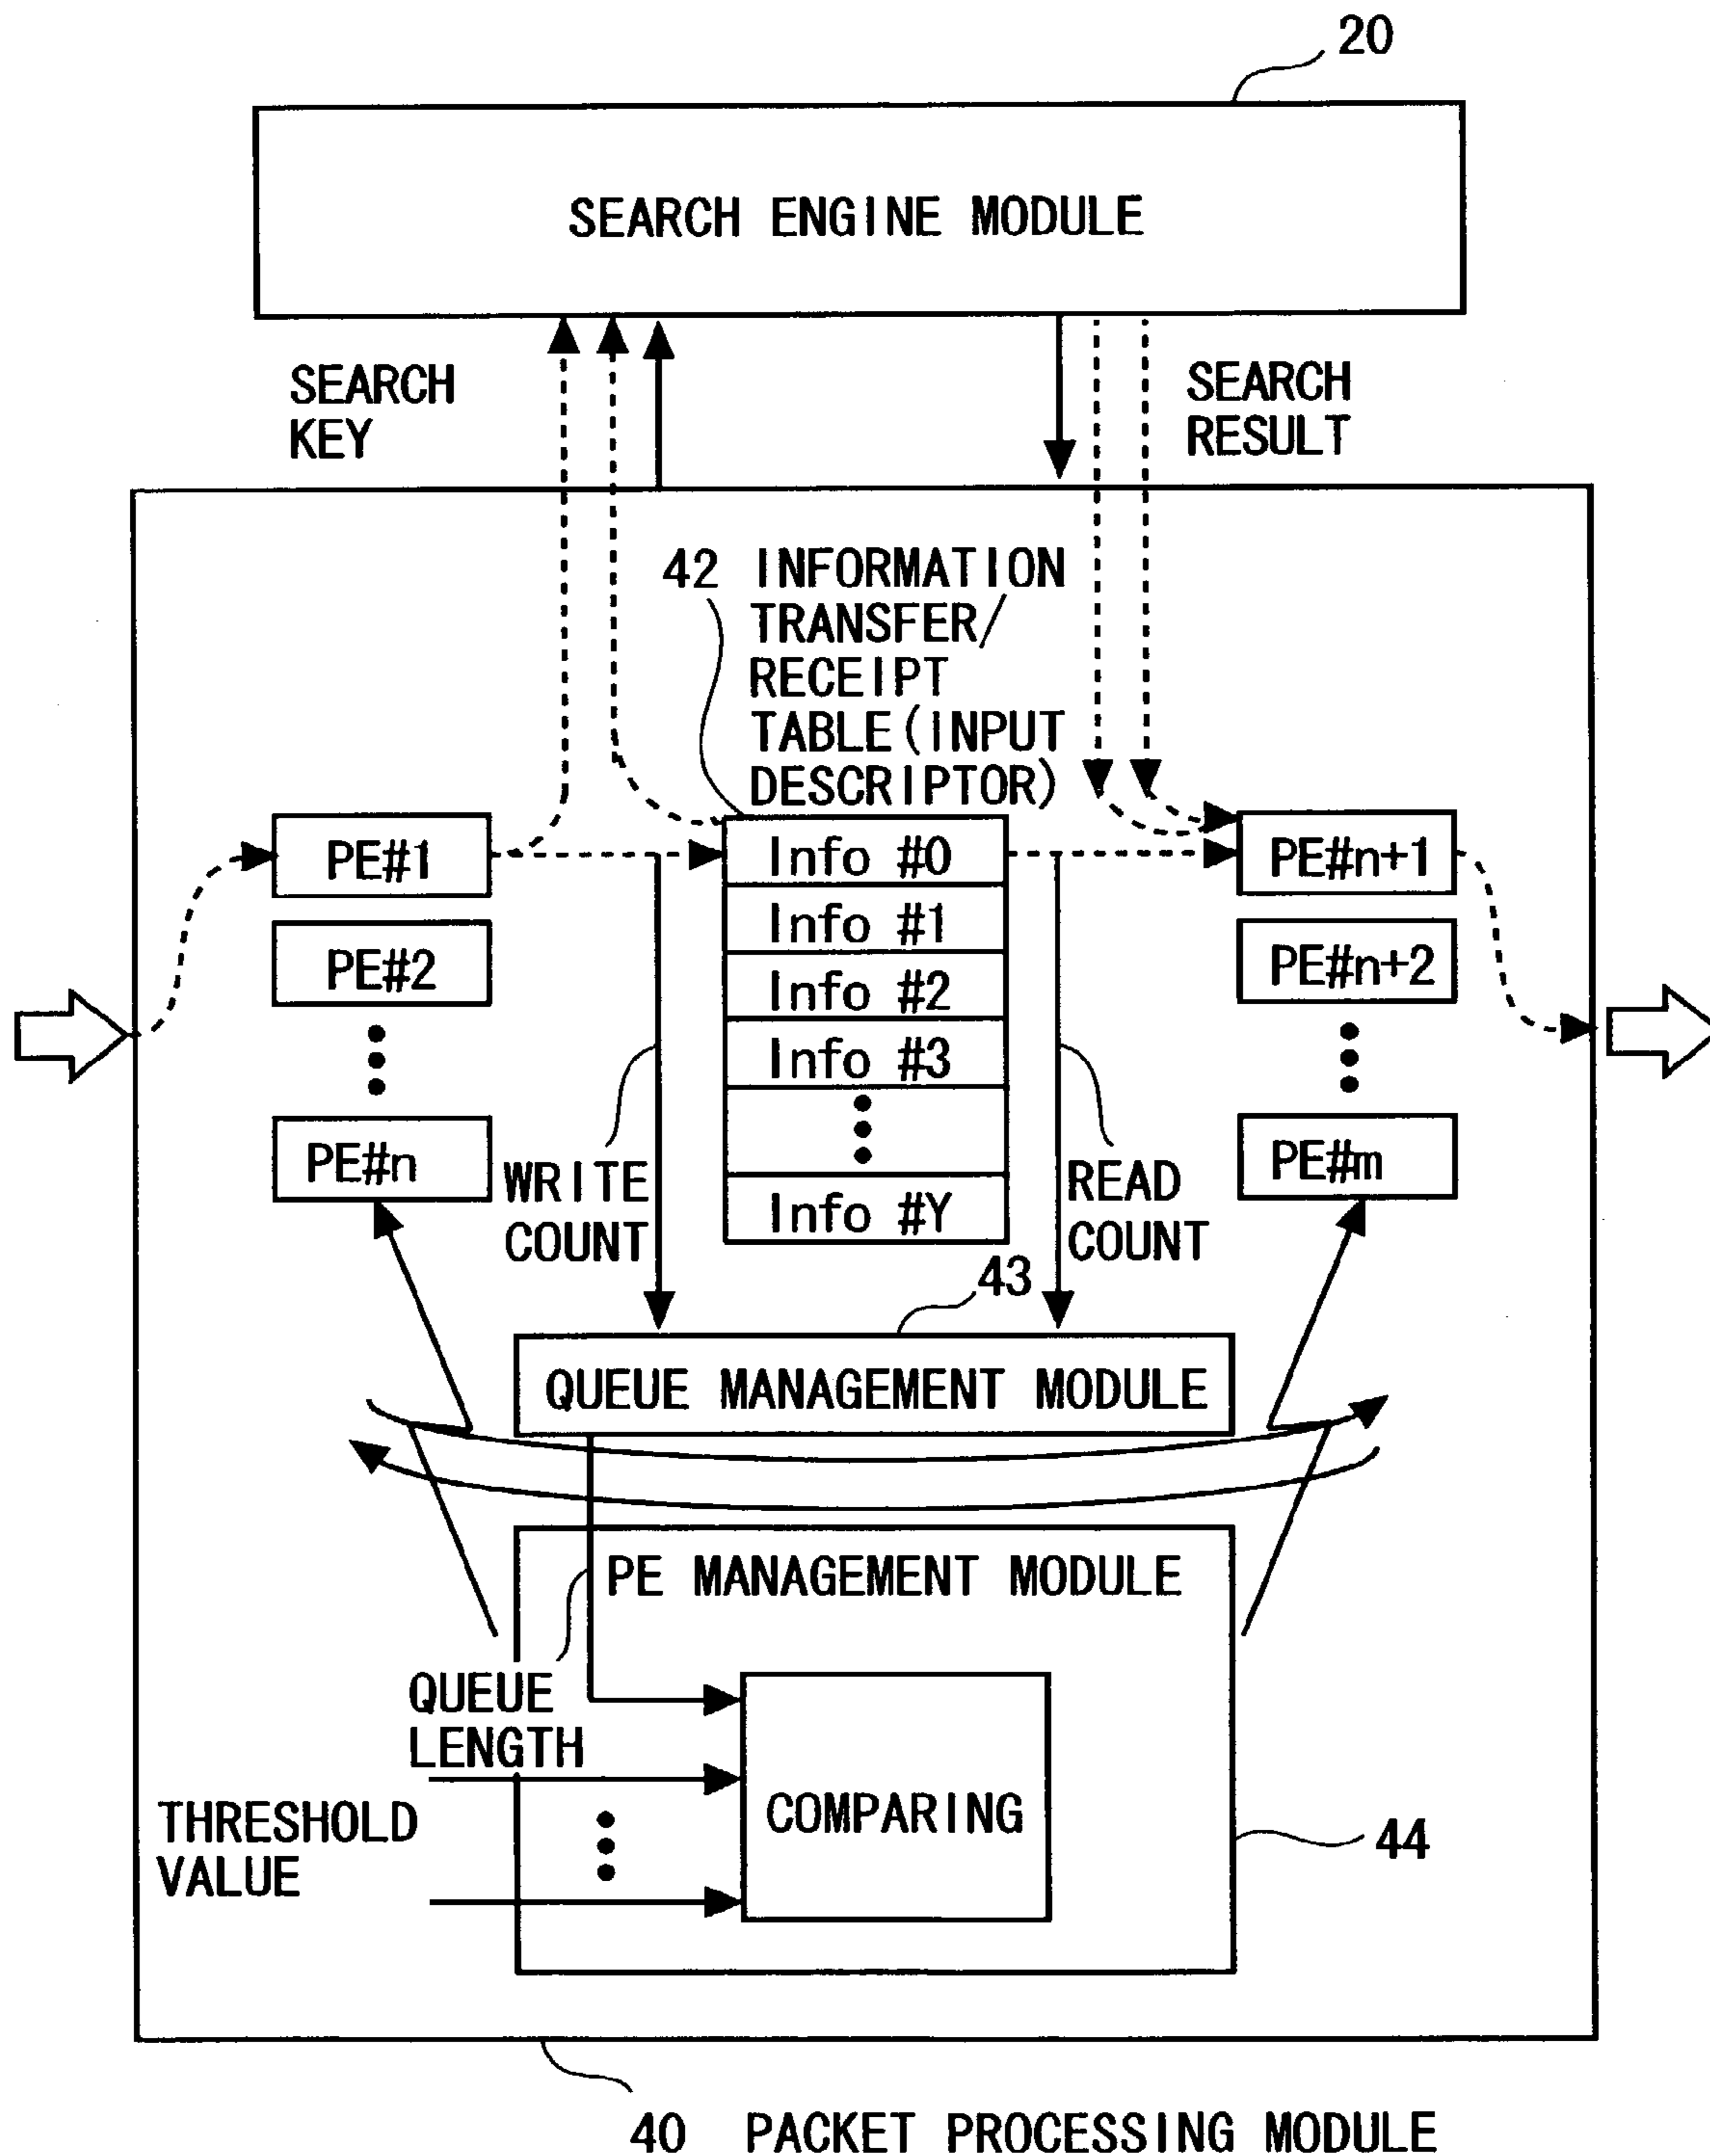 20
SEARCH ENGINE MODULE
SEARCH
KEY
SEARCH
RESULT
42 INFORMATION
TRANSFER/
RECEIPT
TABLE(INPUT
DESCRIPTOR)
PE#1
PE#2
PE#n
Info #0
Info #1
Info #2
Info #3
Info #Y
PE#n+1
PE#n+2
PE#m
WRITE
COUNT
READ
COUNT
43
QUEUE MANAGEMENT MODULE
PE MANAGEMENT MODULE
QUEUE
LENGTH
THRESHOLD
VALUE
COMPARING
44
40 PACKET PROCESSING MODULE